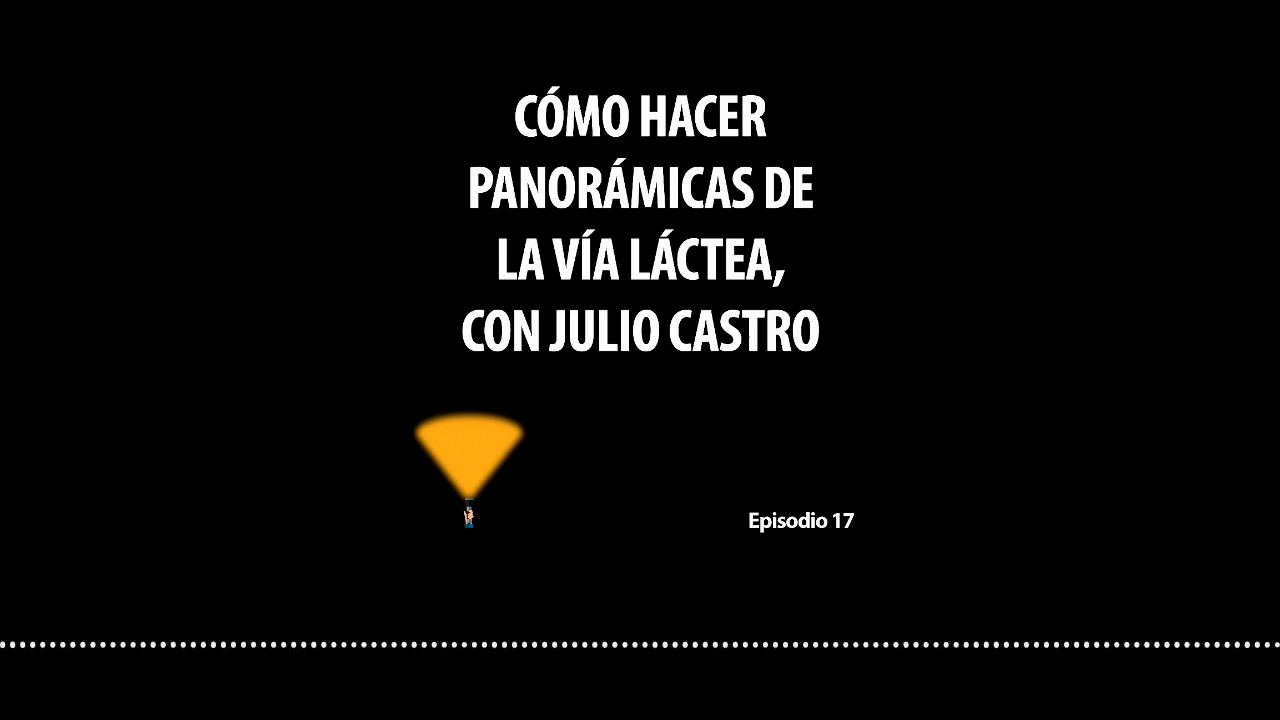 CÓMO HACER
PANORÁMICAS DE
LA VÍA LÁCTEA,
CON JULIO CASTRO
Episodio 17